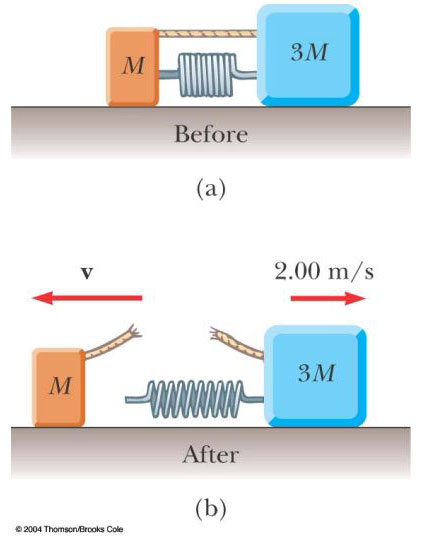 M
3M
Before
(a)
v
2.00 m/s
M
3M
After
(b)
© 2004 Thomson/Brooks Cole